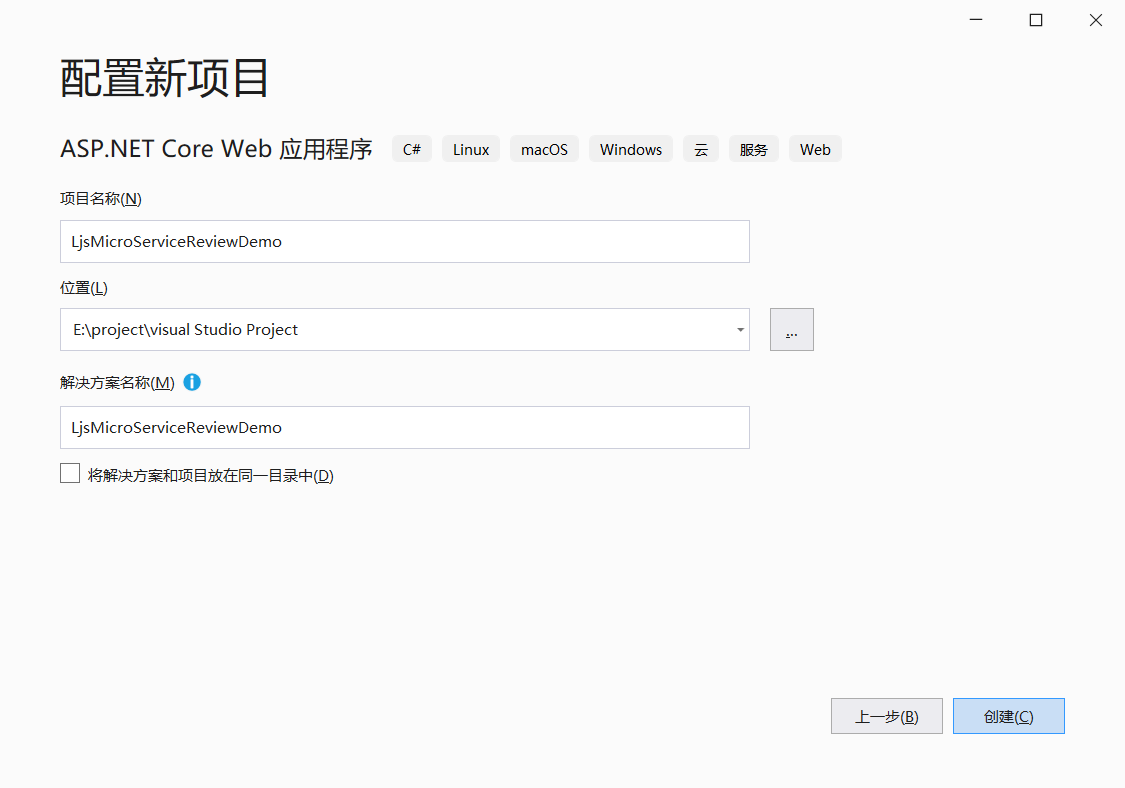 配置新项目
ASP.NET Core Web 应用程序 C# Linux macOS Windows 云 服务 Web
项目名称(N)
LjsMicroServiceReviewDemo
位置(L)
E:\project\visual Studio Project
...
解决方案名称(M)
LjsMicroServiceReviewDemo
将解决方案和项目放在同一目录中(D)
上一步(B) 创建(C)